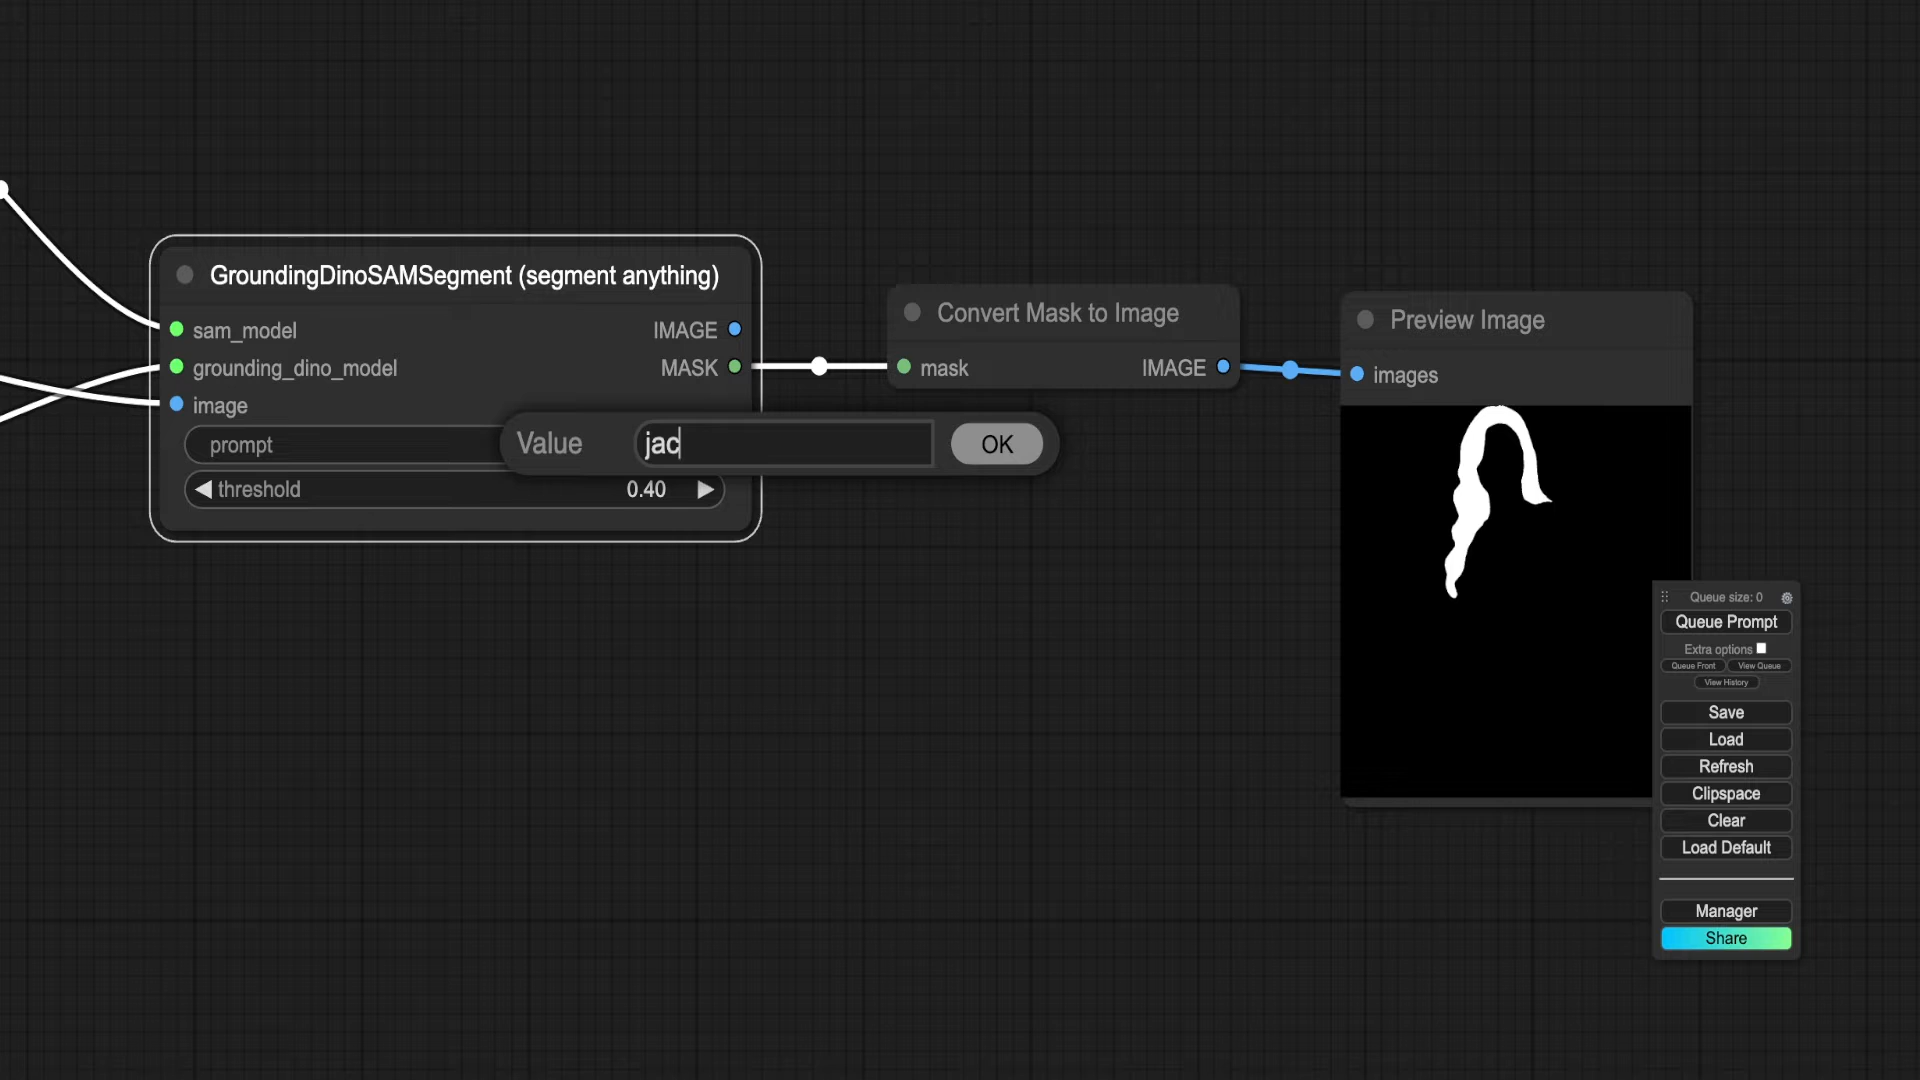 GroundingDinoSAMSegment (segment anything)
sam_model
IMAGE
grounding_dino_model
MASK
image
prompt
Value
jac
OK
threshold
0.40
Convert Mask to Image
mask
IMAGE
Preview Image
images
Queue size: 0
Queue Prompt
Extra options
Queue Front
View Queue
View History
Save
Load
Refresh
Clipspace
Clear
Load Default
Manager
Share